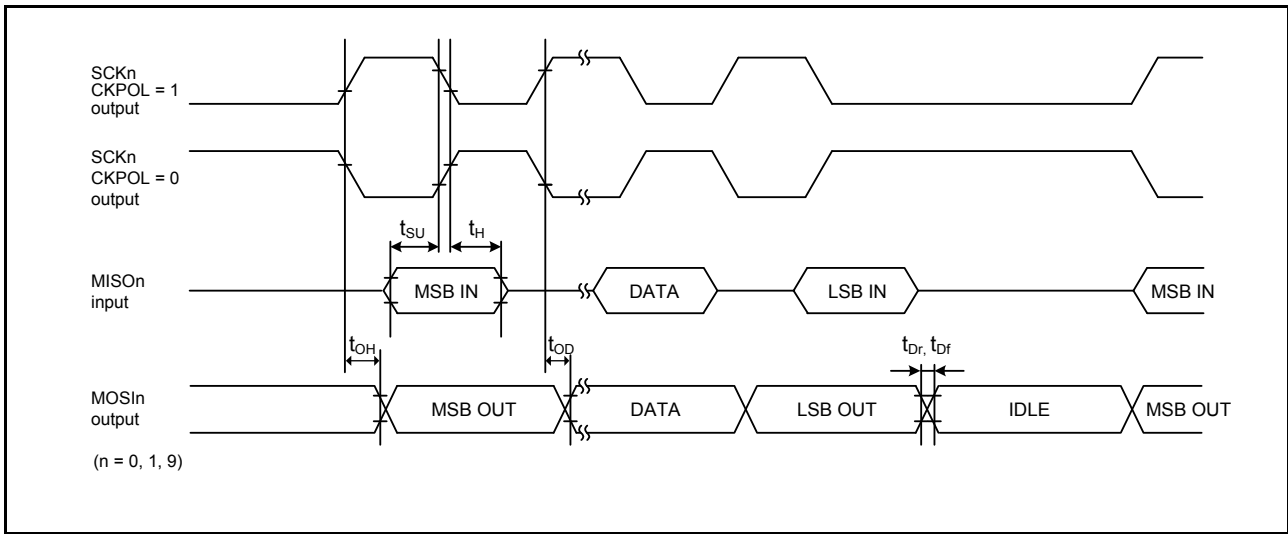 SCKn
CKPOL = 1
output
SCKn
CKPOL = 0
output
tSU
tH
MISOn
input
MSB IN
DATA
LSB IN
MSB IN
tOH
tOD
tDr, tDf
MOSIn
output
MSB OUT
DATA
LSB OUT
IDLE
MSB OUT
(n = 0, 1, 9)